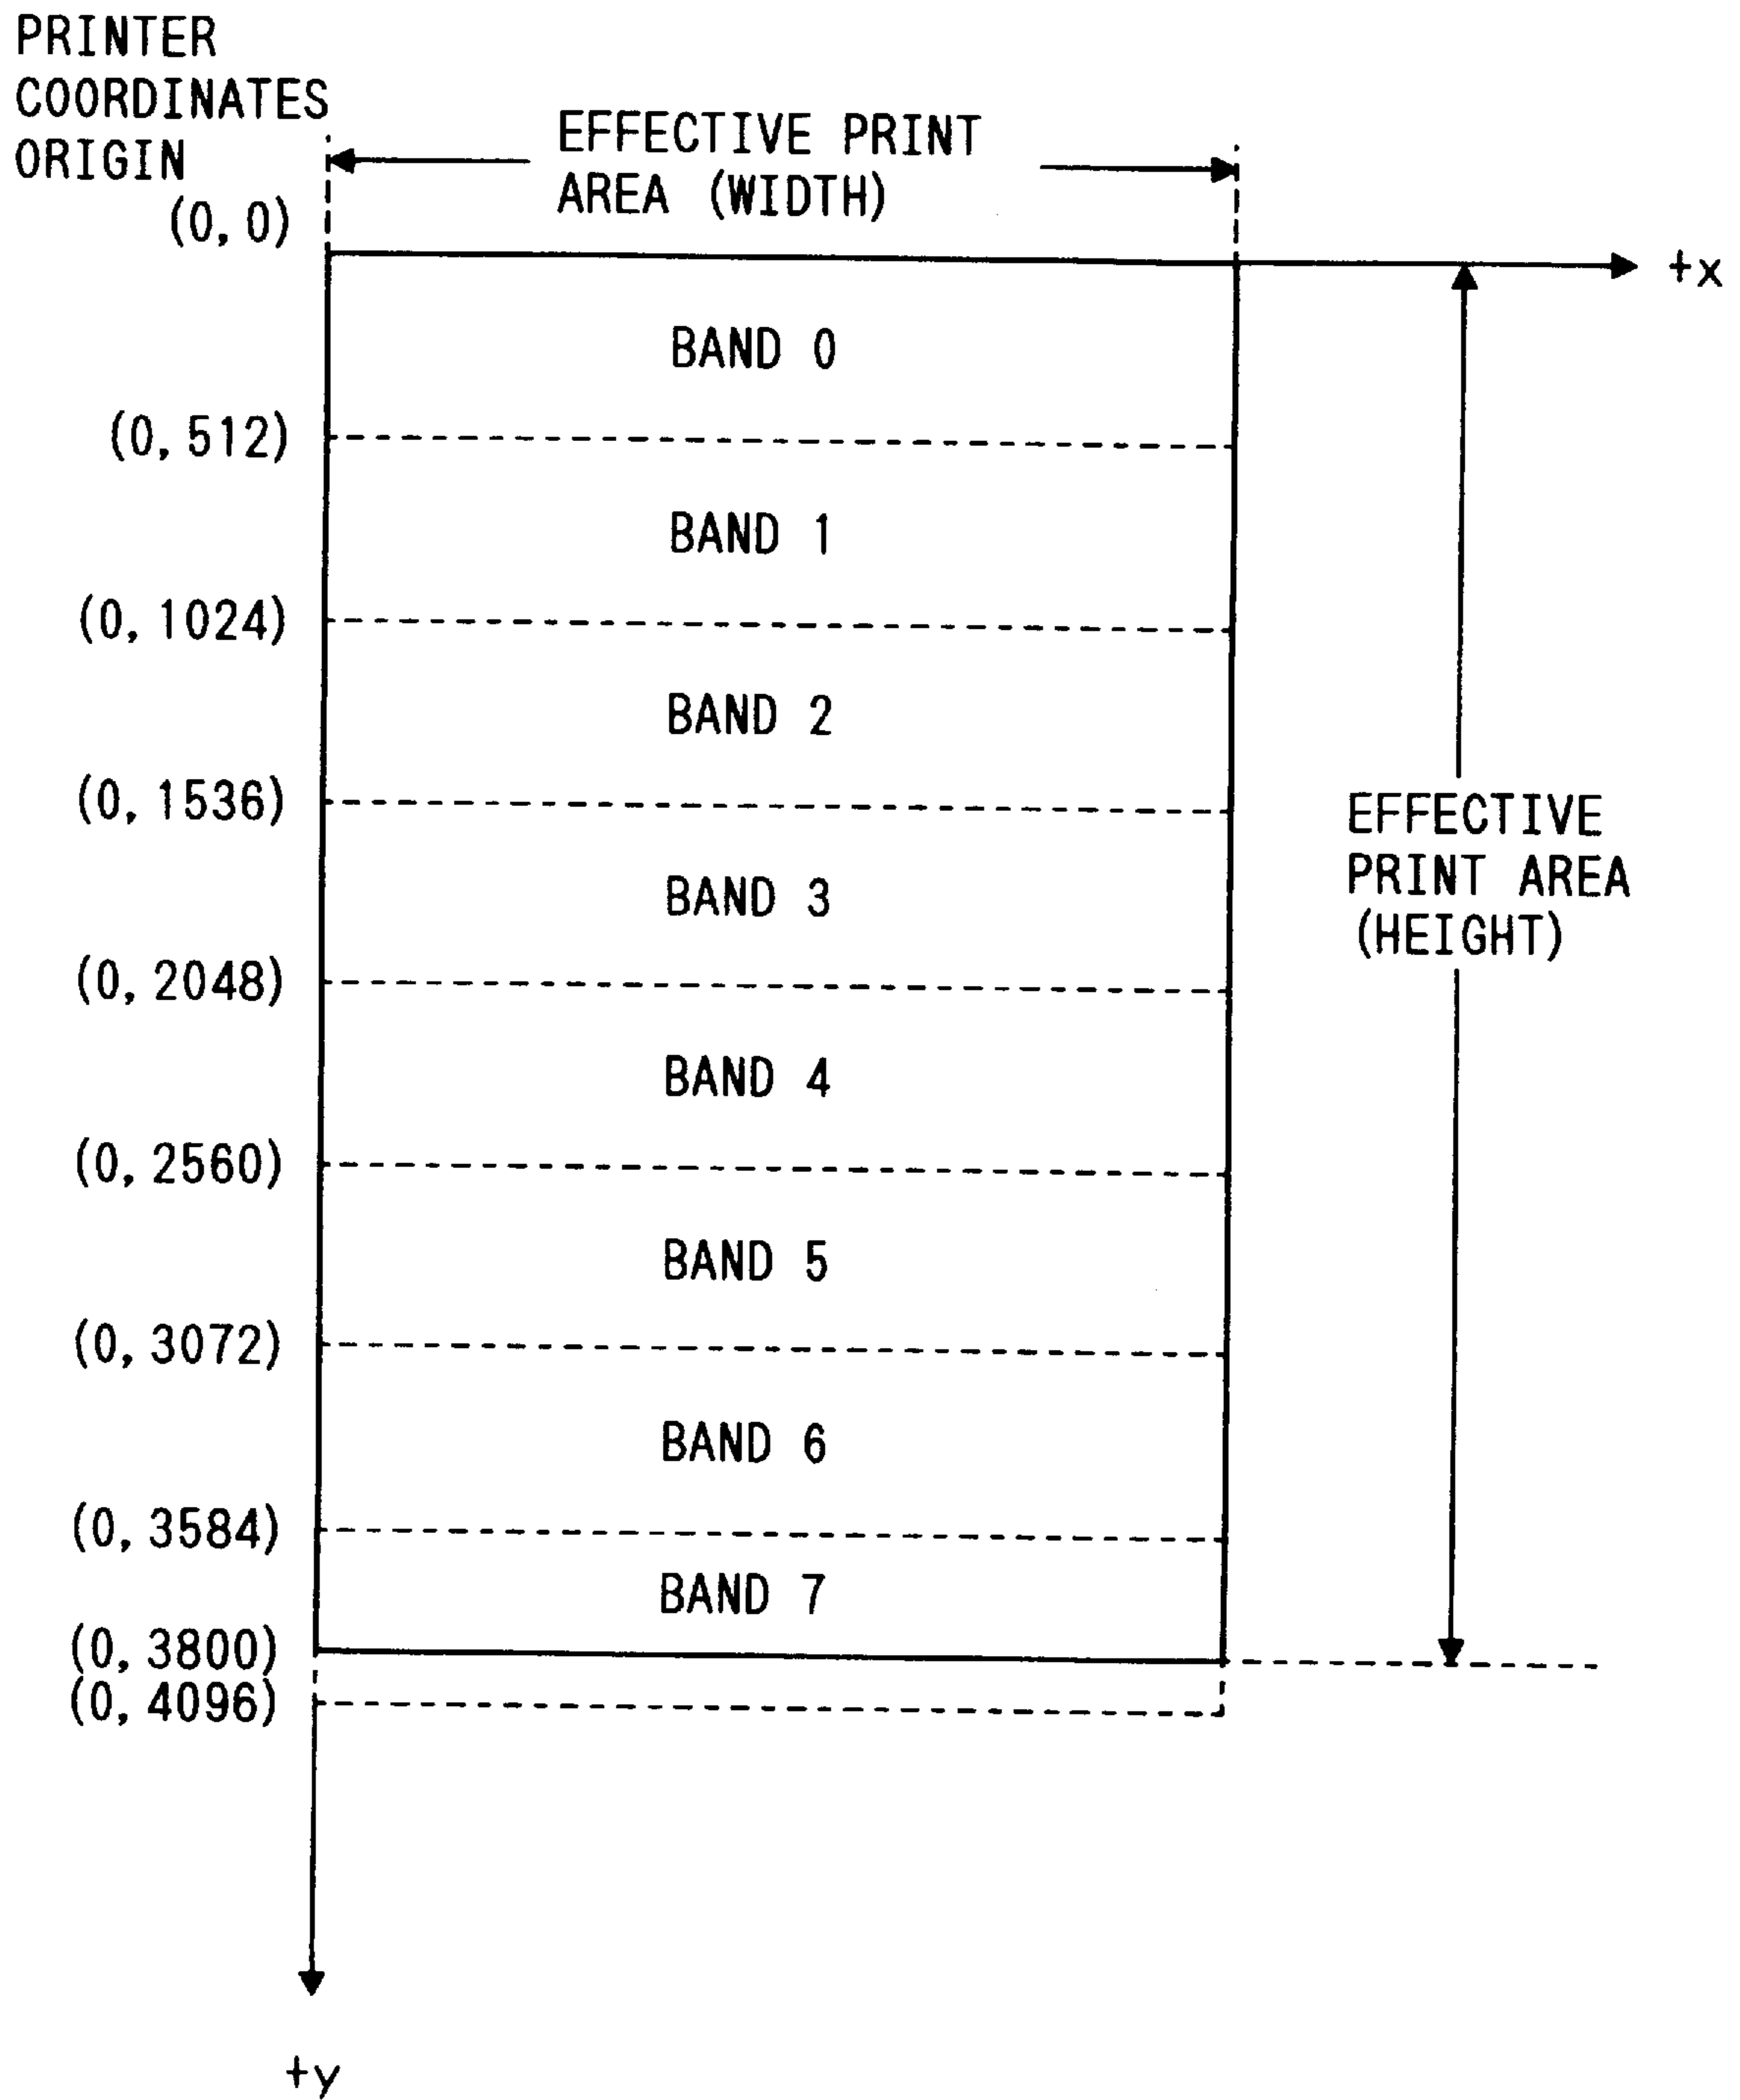 PRINTER
COORDINATES
ORIGIN
EFFECTIVE PRINT
AREA (WIDTH)
(0, 0)
+x
BAND 0
(0, 512)
BAND 1
(0, 1024)
BAND 2
(0, 1536)
EFFECTIVE
PRINT AREA
(HEIGHT)
BAND 3
(0, 2048)
BAND 4
(0, 2560)
BAND 5
(0, 3072)
BAND 6
(0, 3584)
BAND 7
(0, 3800)
(0, 4096)
+y